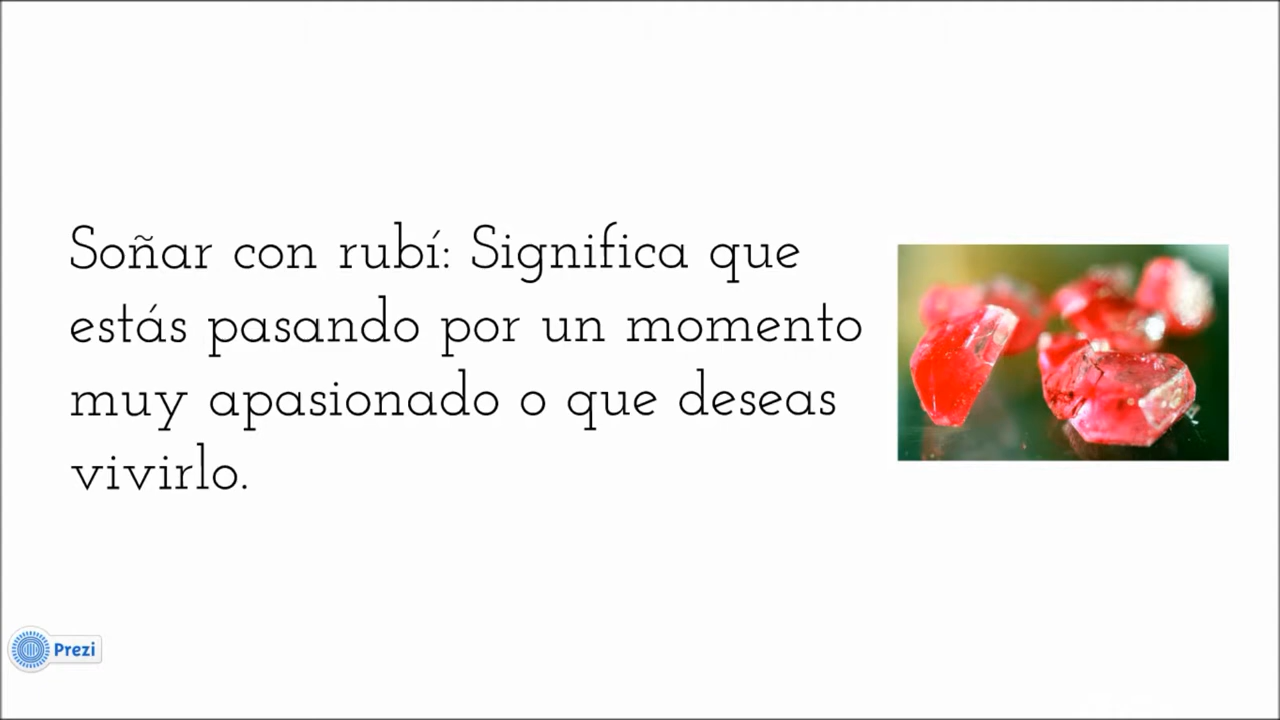 Soñar con rubí: Significa que
estás pasando por un momento
muy apasionado o que deseas
vivirlo.
Prezi